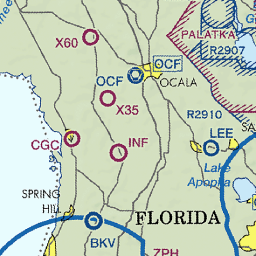 PALATKA
X60
R2907
OCF
OCF
OCALA
X35
R2910
CGC
INF
LEE
Lake
Apopka
SPRING
HILL
FLORIDA
BKV
ZPH